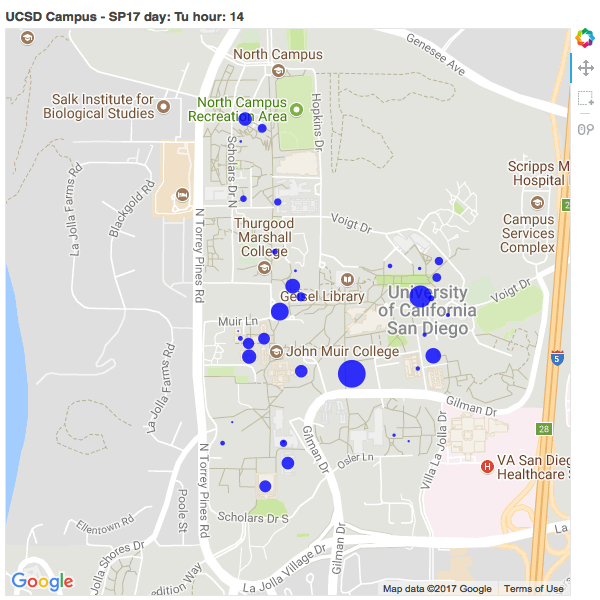 UCSD Campus - SP17 day: Tu hour: 14
Genesee Ave
North Campus
Salk Institute for
Biological Studies
North Campus
Recreation Area
Hopkins Dr
Scholars Dr N
La Jolla Farms Rd
Blackgold Rd
N Torrey Pines Rd
Scripps M
Hospital
2
Campus
Services
Complex
Voigt Dr
Thurgood
Marshall
College
Geisel Library
University
of California
San Diego
Voigt Dr
Muir Ln
John Muir College
5
La Jolla Farms Rd
Gilman Dr
28
Gilman Dr
Villa La Jolla Dr
Osler Ln
H
VA San Dieg
Healthcare S
N Torrey Pines Rd
Poole St
Ellentown Rd
Scholars Dr S
La Jolla Shores Dr
Gilman Dr
La
La Jolla Village Dr
edition Way
Google
Map data ©2017 Google
Terms of Use